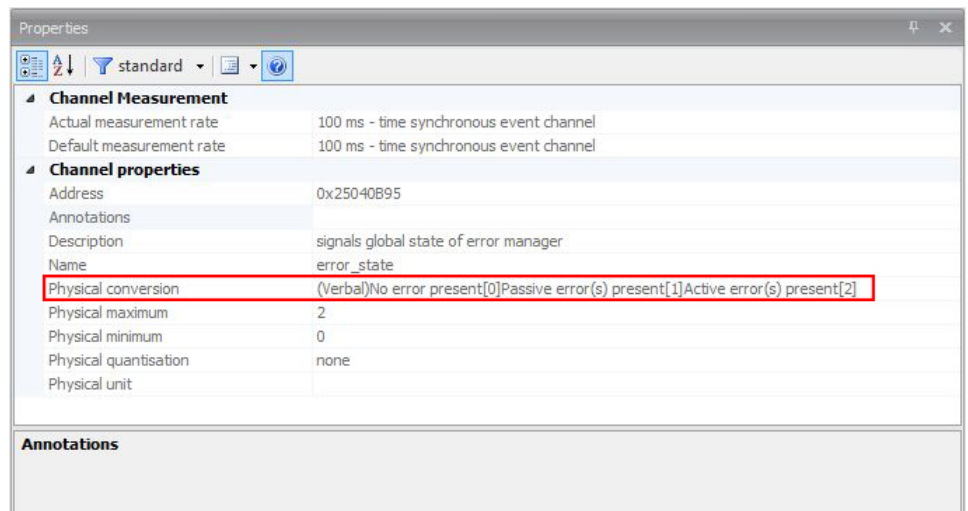 Properties
standard
Channel Measurement
Actual measurement rate 100 ms - time synchronous event channel
Default measurement rate 100 ms - time synchronous event channel
Channel properties
Address 0x25040B95
Annotations
Description signals global state of error manager
Name error_state
Physical conversion (Verbal)No error present[0]Passive error(s) present[1]Active error(s) present[2]
Physical maximum 2
Physical minimum 0
Physical quantisation none
Physical unit
Annotations